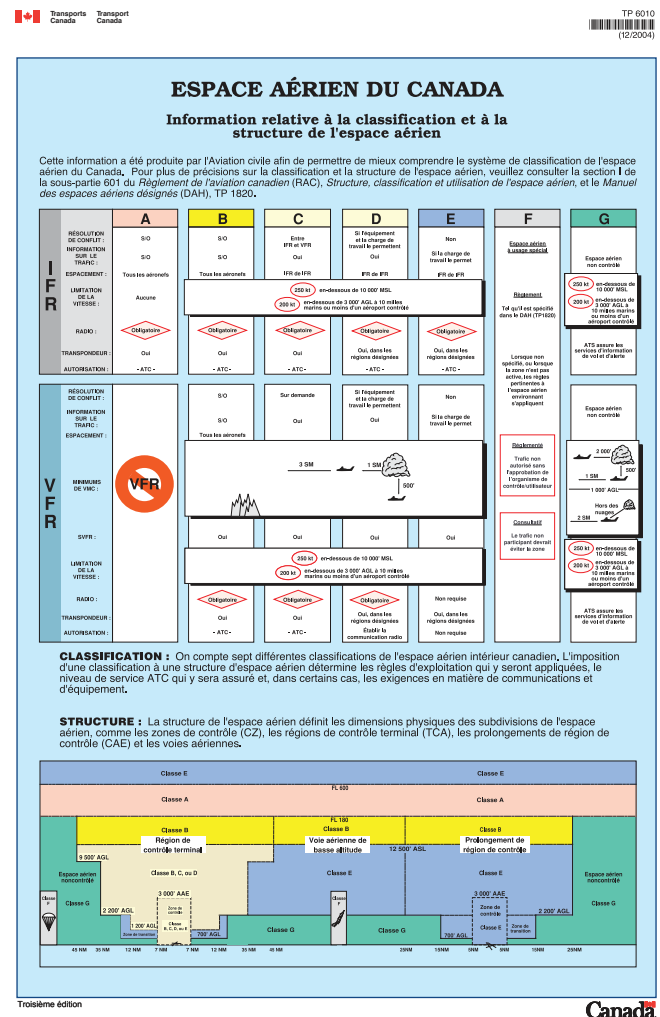 Transports Transport
Canada Canada
TP 6010
(12/2004)
ESPACE AÉRIEN DU CANADA
Information relative à la classification et à la
structure de l'espace aérien
Cette information a été produite par l'Aviation civile afin de permettre de mieux comprendre le système de classification de l'espace
aérien du Canada. Pour plus de précisions sur la classification et la structure de l'espace aérien, veuillez consulter la section I de
la sous-partie 601 du Règlement de l'aviation canadien (RAC), Structure, classification et utilisation de l'espace aérien, et le Manuel
des espaces aériens désignés (DAH), TP 1820.
A B C D E F G
IFR
RÉSOLUTION
DE CONFLIT :
S/O
S/O
Entre
IFR et VFR
Si l'équipement
et la charge de
travail le permettent
Non
INFORMATION
SUR LE
TRAFIC :
S/O
S/O
Oui
Oui
Si la charge de
travail le permet
ESPACEMENT :
Tous les aéronefs
Tous les aéronefs
IFR de IFR
IFR de IFR
IFR de IFR
LIMITATION
DE LA
VITESSE :
Aucune
250 kt en-dessous de 10 000' MSL
200 kt en-dessous de 3 000' AGL à 10 milles
marins ou moins d'un aéroport contrôlé
RADIO :
Obligatoire
Obligatoire
Obligatoire
Obligatoire
Obligatoire
TRANSPONDEUR :
Oui
Oui
Oui
Oui, dans les
régions désignées
Oui, dans les
régions désignées
AUTORISATION :
- ATC -
- ATC -
- ATC -
- ATC -
- ATC -
Espace aérien
à usage spécial
Règlement
Tel qu'il est spécifié
dans le DAH (TP1820)
Lorsque non
spécifié, ou lorsque
la zone n'est pas
active, les règles
pertinentes à
l'espace aérien
environnant
s'appliquent
Réglementé
Trafic non
autorisé sans
l'approbation de
l'organisme de
contrôle/utilisateur
Consultatif
Le trafic non
participant devrait
éviter la zone
Espace aérien
non contrôlé
250 kt en-dessous de
10 000' MSL
200 kt en-dessous de
3 000' AGL à
10 milles marins
ou moins d'un
aéroport contrôlé
ATS assure les
services d'information
de vol et d'alerte
VFR
RÉSOLUTION
DE CONFLIT :
S/O
Sur demande
Si l'équipement
et la charge de
travail le permettent
Non
INFORMATION
SUR LE
TRAFIC :
S/O
Oui
Oui
Si la charge de
travail le permet
ESPACEMENT :
Tous les aéronefs
MINIMUMS
DE VMC :
VFR
3 SM
1 SM
500'
SVFR :
Oui
Oui
Oui
Oui
LIMITATION
DE LA
VITESSE :
250 kt en-dessous de 10 000' MSL
200 kt en-dessous de 3 000' AGL à 10 milles
marins ou moins d'un aéroport contrôlé
RADIO :
Obligatoire
Obligatoire
Obligatoire
Non requise
TRANSPONDEUR :
Oui
Oui
Oui, dans les
régions désignées
Oui, dans les
régions désignées
AUTORISATION :
- ATC-
- ATC -
Établir la
communication radio
Non requise
Espace aérien
non contrôlé
2 000'
500'
1 SM
1 000' AGL
Hors des
nuages
2 SM
250 kt en-dessous de
10 000' MSL
200 kt en-dessous de
3 000' AGL à
10 milles marins
ou moins d'un
aéroport contrôlé
ATS assure les
services d'information
de vol et d'alerte
CLASSIFICATION : On compte sept différentes classifications de l'espace aérien intérieur canadien. L'imposition
d'une classification à une structure d'espace aérien détermine les règles d'exploitation qui y seront appliquées, le
niveau de service ATC qui y sera assuré et, dans certains cas, les exigences en matière de communications et
d'équipement.
STRUCTURE : La structure de l'espace aérien définit les dimensions physiques des subdivisions de l'espace
aérien, comme les zones de contrôle (CZ), les régions de contrôle terminal (TCA), les prolongements de région de
contrôle (CAE) et les voies aériennes.
Classe E Classe E
FL 600
Classe A Classe A
FL 180
Classe B Classe B Classe B
Région de
contrôle terminal
Voie aérienne de
basse altitude
Prolongement de
région de contrôle
12 500' ASL
9 500' AGL
Espace aérien
noncontrôlé
Classe B, C, ou D
Classe E
Classe E
Espace aérien
noncontrôlé
Classe
F
Classe G
3 000' AAE
Zone de
contrôle
Classe
B, C, D, ou E
2 200' AGL
1 200' AGL
Zone de transition
700' AGL
Classe G
Classe
F
Classe G
3 000' AAE
Zone de
contrôle
Classe E
700' AGL
Zone de
transition
2 200' AGL
Classe G
45 NM 35 NM 12 NM 7 NM 7 NM 12 NM 35 NM 45 NM 25NM 15NM 5NM 5NM 15NM 25NM
Troisième édition
Canada